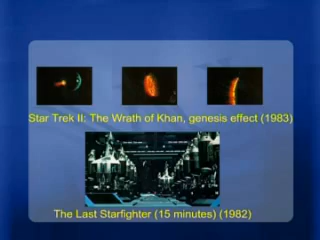 Star Trek II: The Wrath of Khan, genesis effect (1983)
The Last Starfighter (15 minutes) (1982)